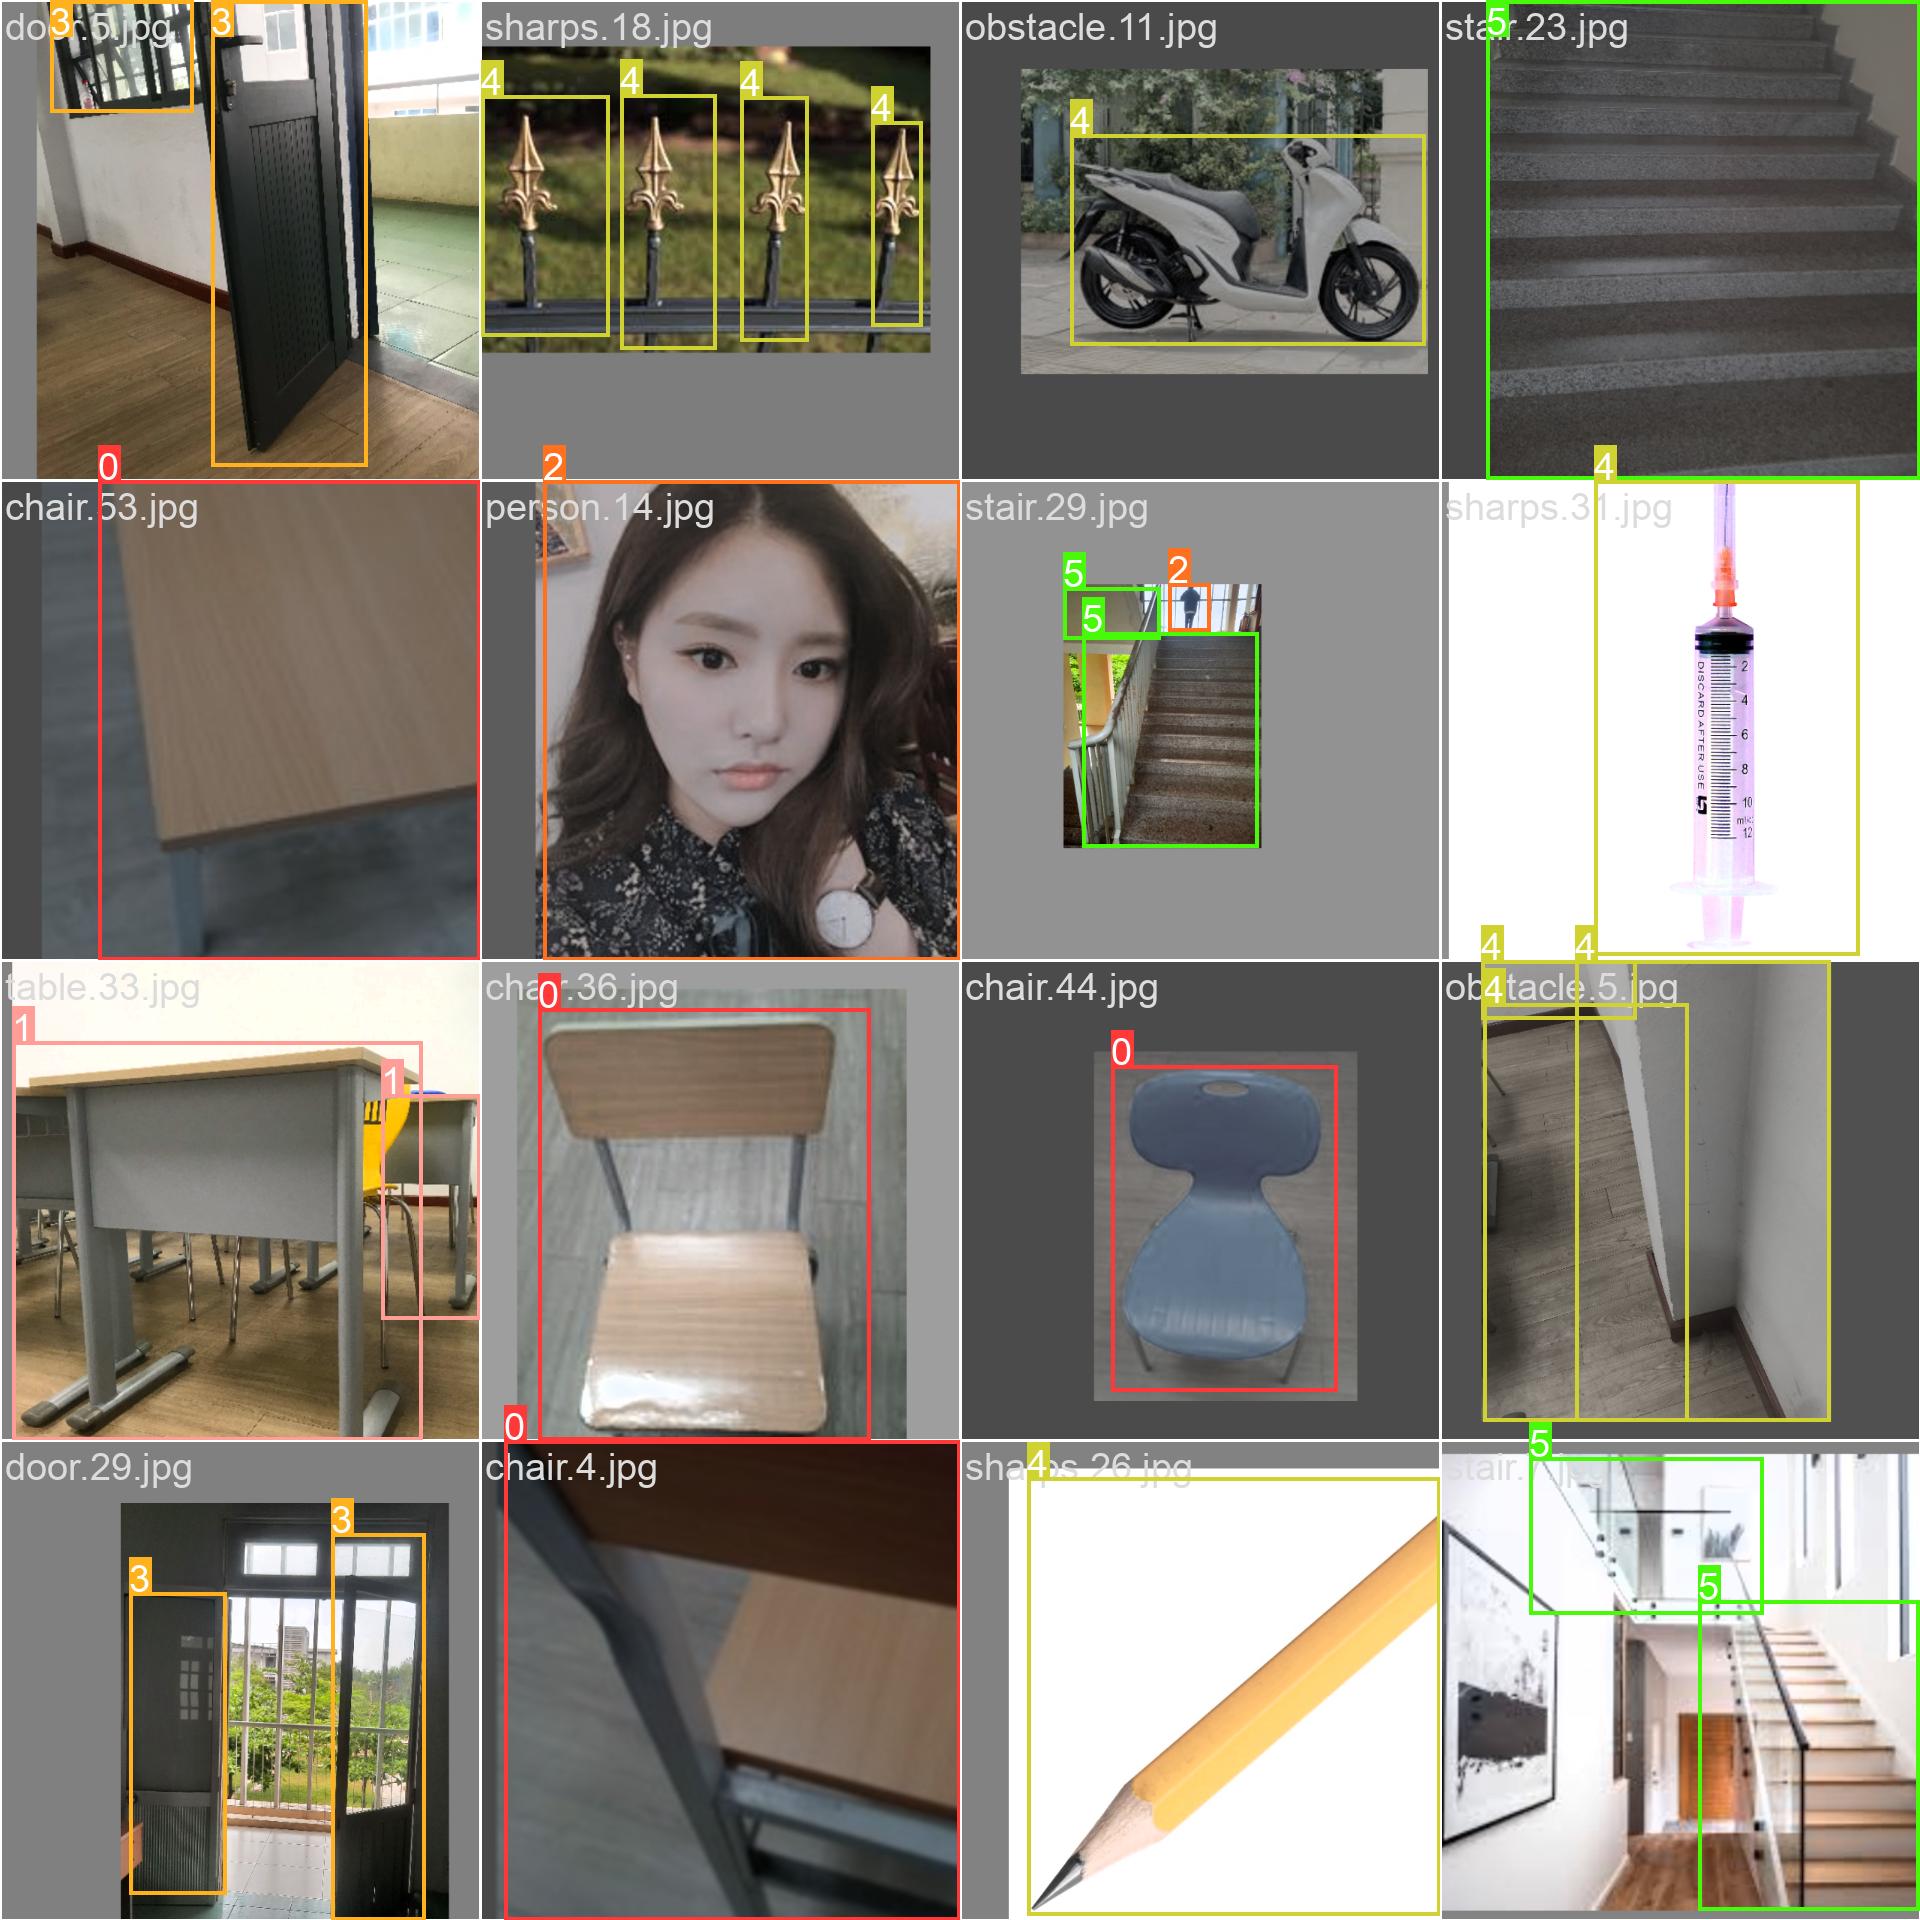 door.5.jpg
3
3
sharps.18.jpg
4
4
4
4
obstacle.11.jpg
4
stair.23.jpg
5
chair.53.jpg
0
person.14.jpg
2
stair.29.jpg
5
2
5
sharps.31.jpg
4
2
4
6
8
10
12
DISCARD AFTER USE
table.33.jpg
1
1
chair.36.jpg
0
chair.44.jpg
0
obstacle.5.jpg
4
4
4
door.29.jpg
3
3
chair.4.jpg
0
sharps.26.jpg
4
5
5